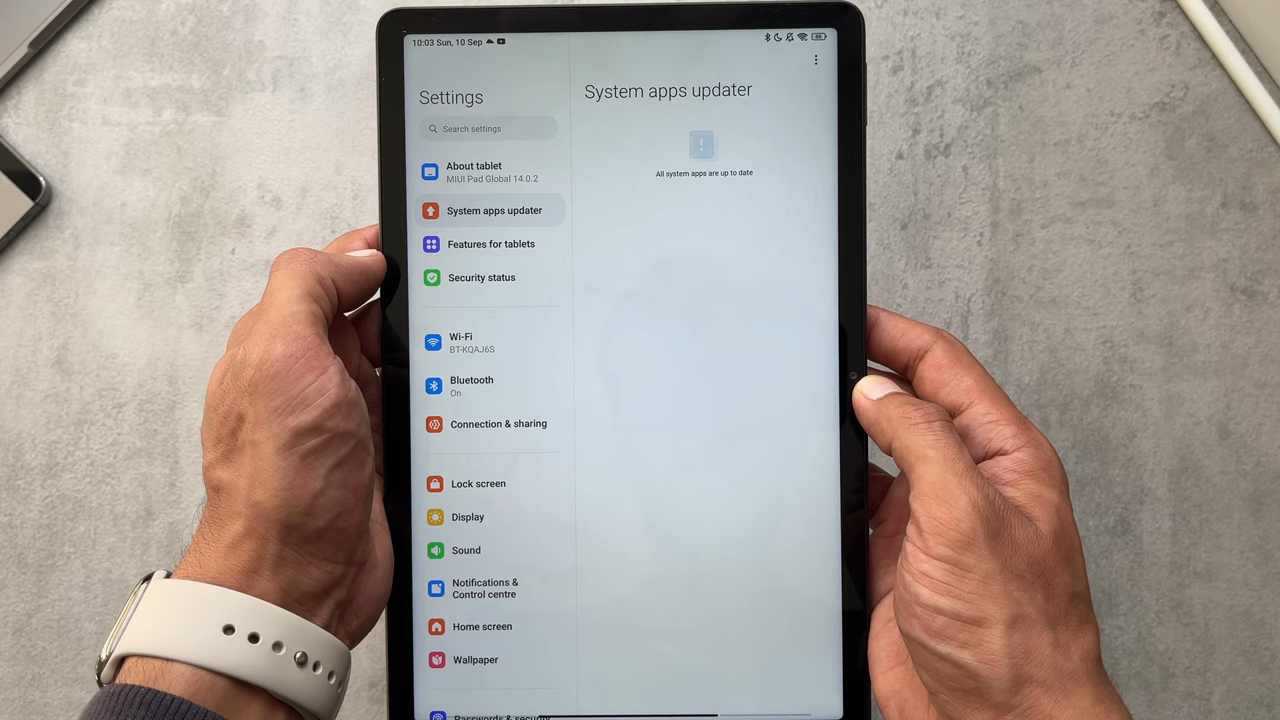 10:03 Sun, 10 Sep
88
Settings
Search settings
About tablet
MIUI Pad Global 14.0.2
System apps updater
Features for tablets
Security status
Wi-Fi
BT-KQAJ6S
Bluetooth
On
Connection & sharing
Lock screen
Display
Sound
Notifications &
Control centre
Home screen
Wallpaper
Passwords & security
System apps updater
All system apps are up to date